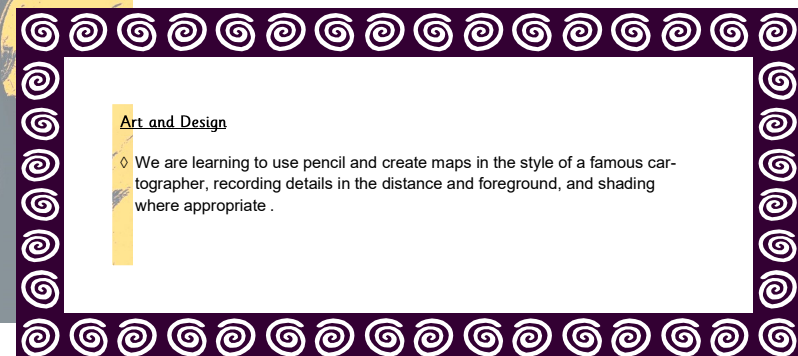 Art and Design
◊ We are learning to use pencil and create maps in the style of a famous car-
tographer, recording details in the distance and foreground, and shading
where appropriate .